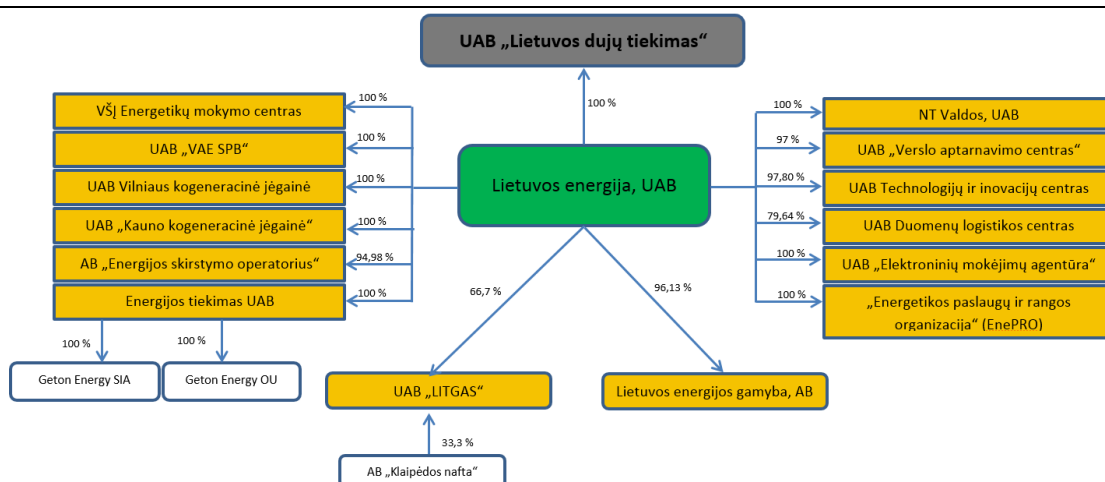 UAB „Lietuvos dujų tiekimas“
100 %
VŠĮ Energetikų mokymo centras
100 %
UAB „VAE SPB“
100 %
UAB Vilniaus kogeneracinė jėgainė
100 %
UAB „Kauno kogeneracinė jėgainė“
100 %
AB „Energijos skirstymo operatorius“
94,98 %
Energijos tiekimas UAB
100 %
100 %
100 %
Geton Energy SIA
Geton Energy OU
Lietuvos energija, UAB
100 %
NT Valdos, UAB
97 %
UAB „Verslo aptarnavimo centras“
97,80 %
UAB Technologijų ir inovacijų centras
79,64 %
UAB Duomenų logistikos centras
100 %
UAB „Elektroninių mokėjimų agentūra“
100 %
„Energetikos paslaugų ir rangos
organizacija“ (EnePRO)
66,7 %
96,13 %
UAB „LITGAS“
Lietuvos energijos gamyba, AB
33,3 %
AB „Klaipėdos nafta“